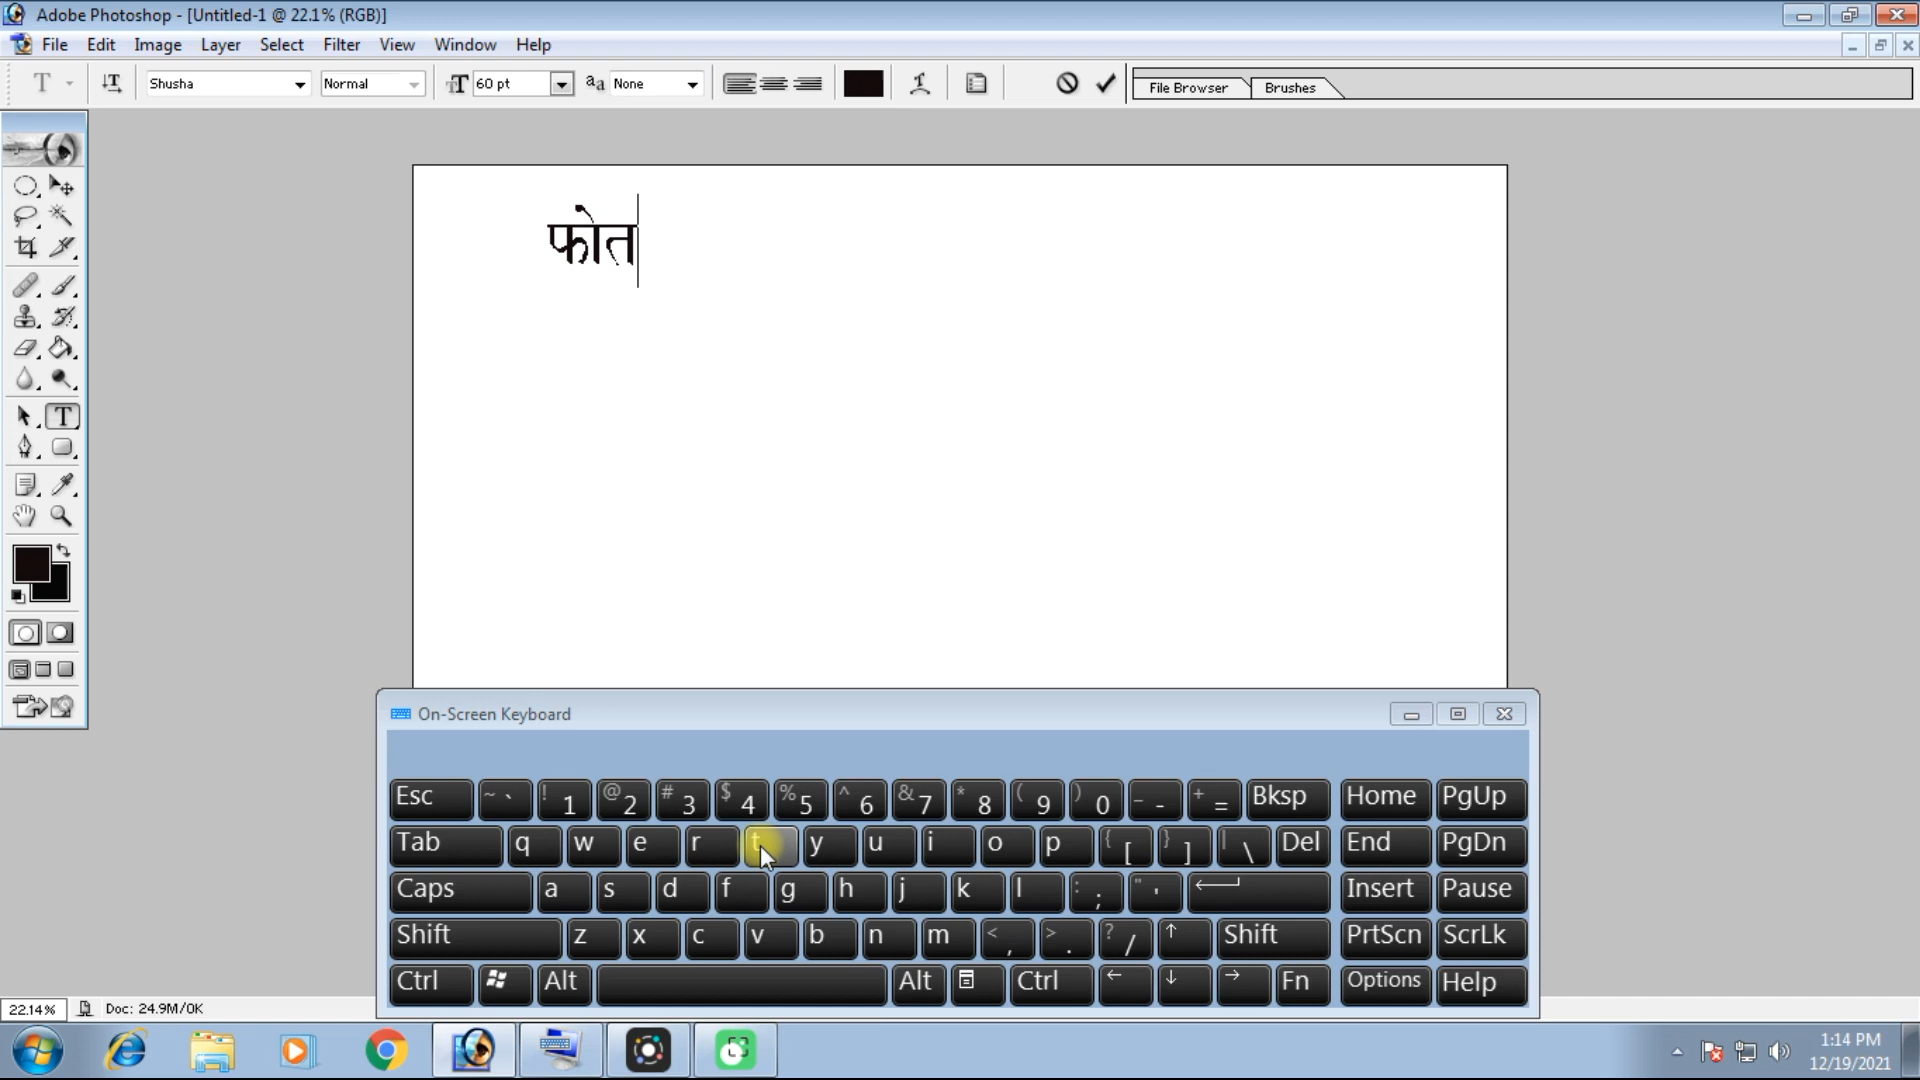 Adobe Photoshop - [Untitled-1 @ 22.1% (RGB)]
File Edit Image Layer Select Filter View Window Help
T Shusha Normal 60 pt aa None File Browser Brushes
फोत
On-Screen Keyboard
Esc ~ ` ! 1 @ 2 # 3 $ 4 % 5 ^ 6 & 7 * 8 ( 9 ) 0 _ - + = Bksp Home PgUp
Tab q w e r t y u i o p { [ } ] | \ Del End PgDn
Caps a s d f g h j k l : ; " ' Insert Pause
Shift z x c v b n m < , > . ? / ↑ Shift PrtScn ScrLk
Ctrl Alt Alt Ctrl ← ↓ → Fn Options Help
22.14% Doc: 24.9M/0K
1:14 PM
12/19/2021